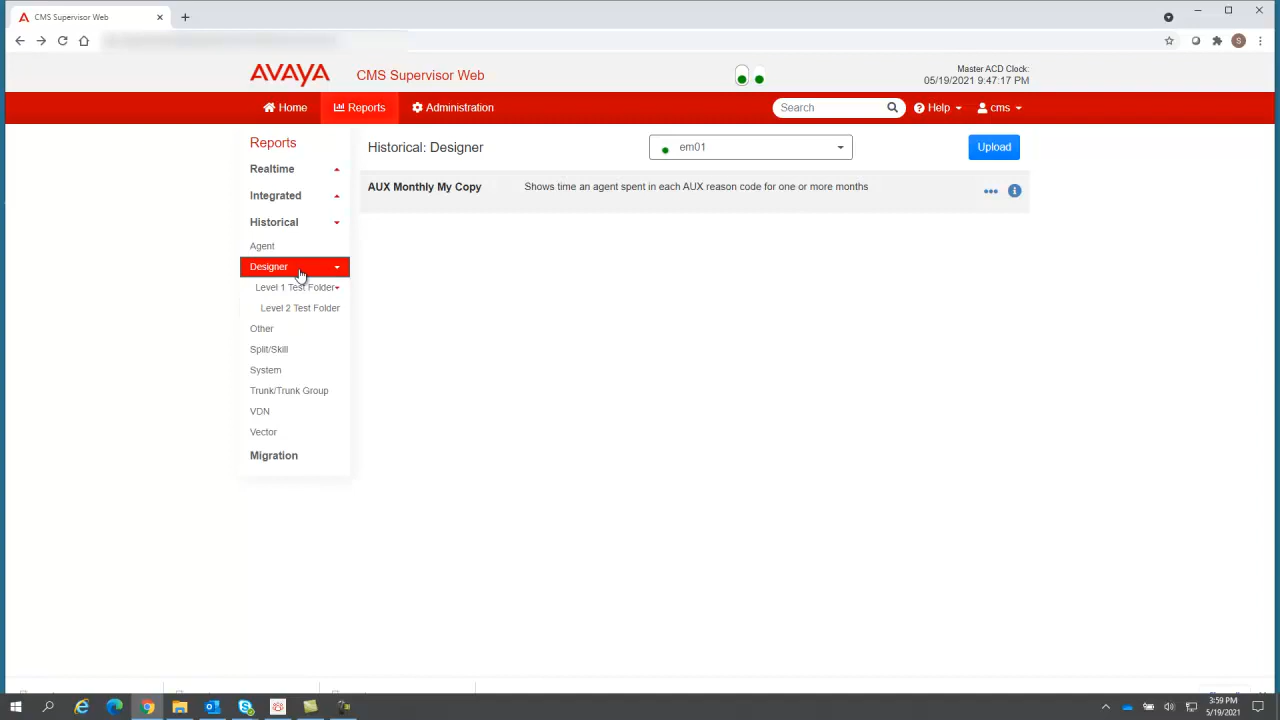 CMS Supervisor Web
AVAYA
CMS Supervisor Web
Master ACD Clock:
05/19/2021 9:47:17 PM
Home
Reports
Administration
Search
Help
cms
Reports
Realtime
Integrated
Historical
Agent
Designer
Level 1 Test Folder
Level 2 Test Folder
Other
Split/Skill
System
Trunk/Trunk Group
VDN
Vector
Migration
Historical: Designer
em01
Upload
AUX Monthly My Copy
Shows time an agent spent in each AUX reason code for one or more months
3:59 PM
5/19/2021